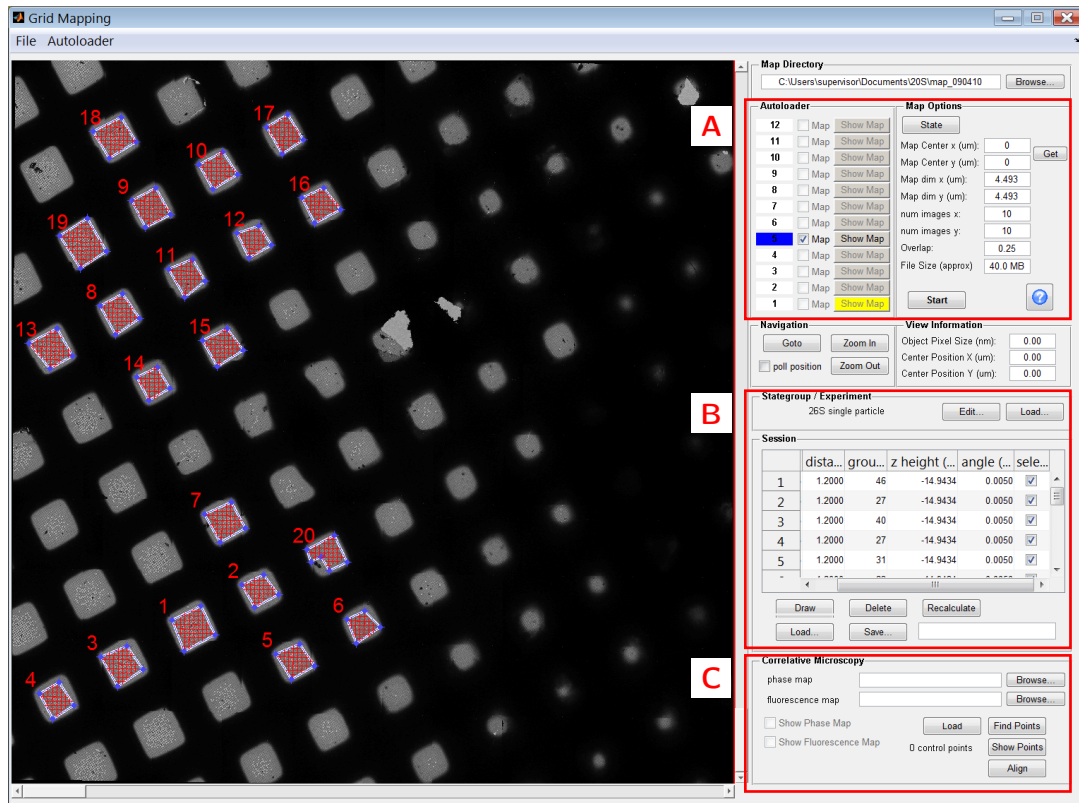 Grid Mapping
File Autoloader
18
17
10
9
16
19
12
11
8
13
15
14
7
20
2
1
6
3
5
4
A
B
C
Map Directory
C:\Users\supervisor\Documents\20S\map_090410 Browse...
Autoloader
12 Map Show Map
11 Map Show Map
10 Map Show Map
9 Map Show Map
8 Map Show Map
7 Map Show Map
6 Map Show Map
5 Map Show Map
4 Map Show Map
3 Map Show Map
2 Map Show Map
1 Map Show Map
Map Options
State
Map Center x (um): 0
Get
Map Center y (um): 0
Map dim x (um): 4.493
Map dim y (um): 4.493
num images x: 10
num images y: 10
Overlap: 0.25
File Size (approx) 40.0 MB
Start ?
Navigation
Goto Zoom In
poll position Zoom Out
View Information
Object Pixel Size (nm): 0.00
Center Position X (um): 0.00
Center Position Y (um): 0.00
Stategroup / Experiment
26S single particle Edit... Load...
Session
dista... grou... z height (... angle (... sele...
1 1.2000 46 -14.9434 0.0050
2 1.2000 27 -14.9434 0.0050
3 1.2000 40 -14.9434 0.0050
4 1.2000 27 -14.9434 0.0050
5 1.2000 31 -14.9434 0.0050
Draw Delete Recalculate
Load... Save...
Correlative Microscopy
phase map Browse...
fluorescence map Browse...
Show Phase Map Load Find Points
Show Fluorescence Map 0 control points Show Points
Align